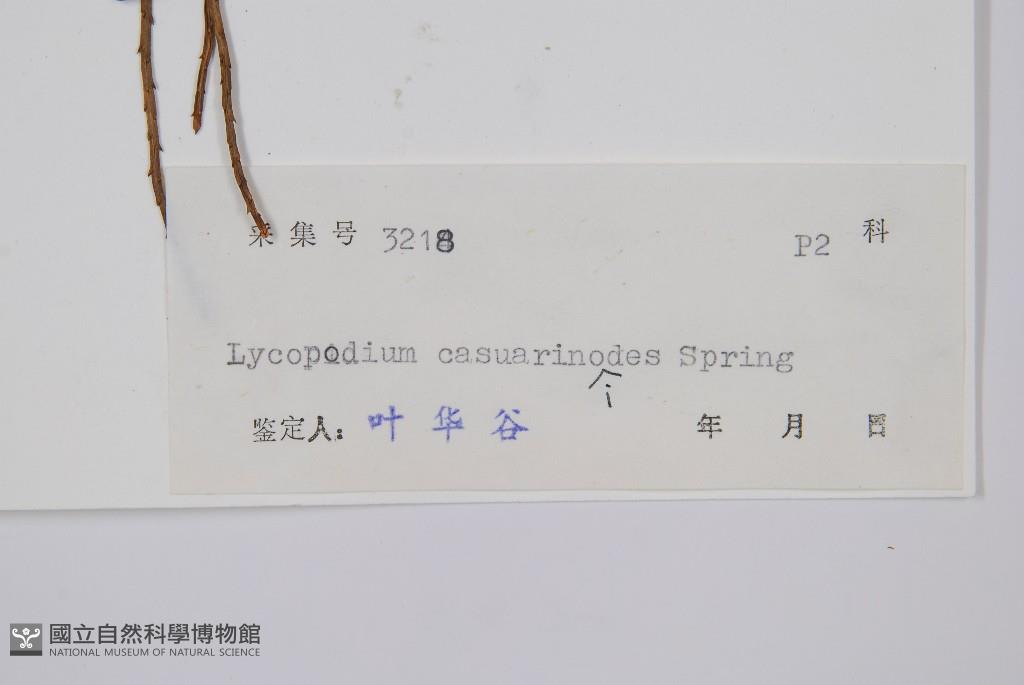 采集号 3218 P2 科
Lycopodium casuarinodes Spring
i
鉴定人: 叶华谷 年 月 日
國立自然科學博物館
NATIONAL MUSEUM OF NATURAL SCIENCE